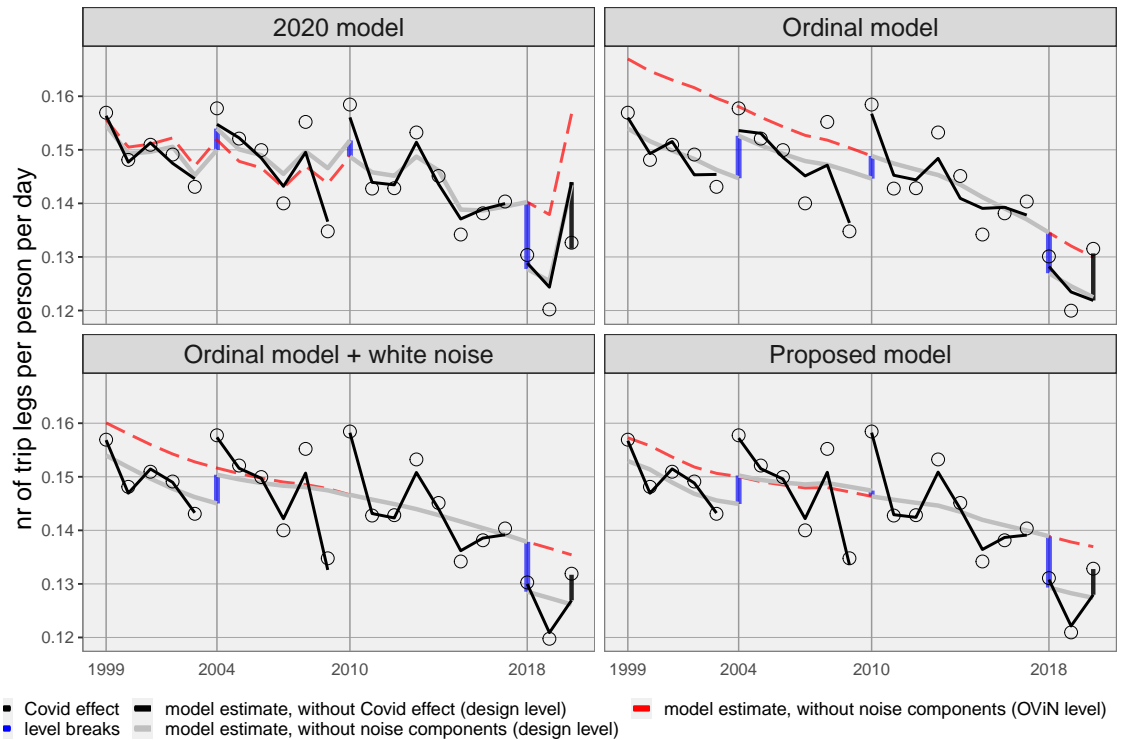 2020 model
Ordinal model
0.16
0.15
0.14
0.13
0.12
Ordinal model + white noise
Proposed model
0.16
0.15
0.14
0.13
0.12
nr of trip legs per person per day
1999 2004 2010 2018
1999 2004 2010 2018
Covid effect
level breaks
model estimate, without Covid effect (design level)
model estimate, without noise components (design level)
model estimate, without noise components (OViN level)